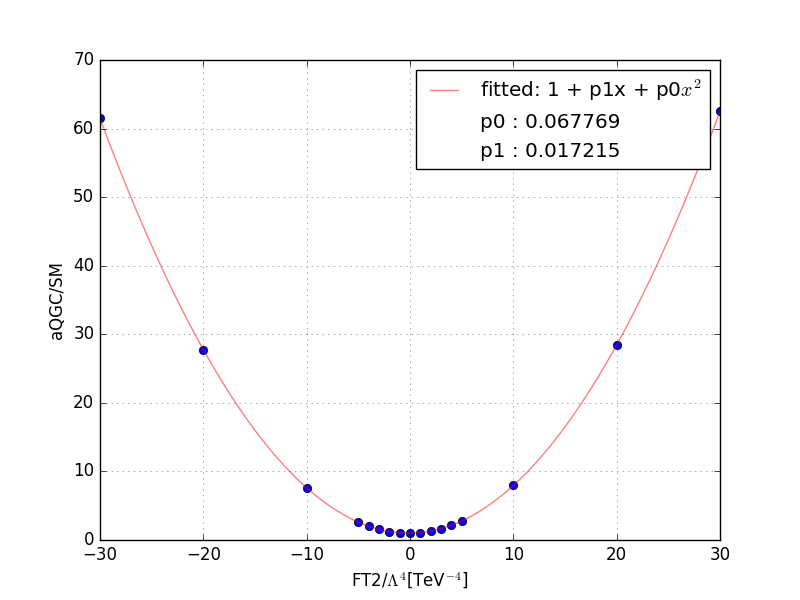 70
60
50
40
30
20
10
0
aQGC/SM
fitted: 1 + p1x + p0x²
p0 : 0.067769
p1 : 0.017215
−30 −20 −10 0 10 20 30
FT2/Λ⁴[TeV⁻⁴]